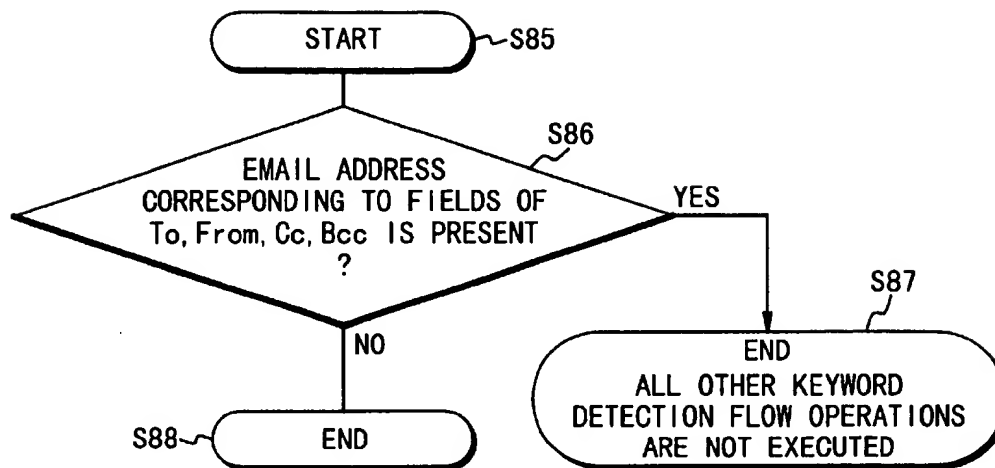 START
S85
S86
EMAIL ADDRESS
CORRESPONDING TO FIELDS OF
To, From, Cc, Bcc IS PRESENT
?
YES
NO
S87
END
ALL OTHER KEYWORD
DETECTION FLOW OPERATIONS
ARE NOT EXECUTED
S88
END